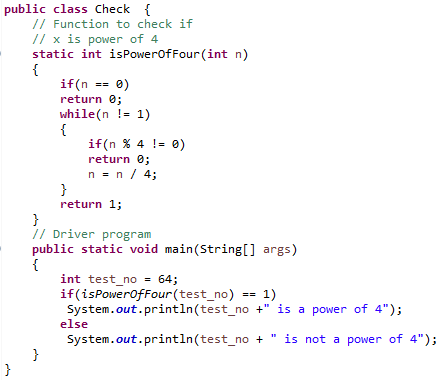 public class Check  {
    // Function to check if
    // x is power of 4
    static int isPowerOfFour(int n)
    {
        if(n == 0)
        return 0;
        while(n != 1)
        {
            if(n % 4 != 0)
            return 0;
            n = n / 4;
        }
        return 1;
    }
    // Driver program
    public static void main(String[] args)
    {
        int test_no = 64;
        if(isPowerOfFour(test_no) == 1)
         System.out.println(test_no +" is a power of 4");
        else
         System.out.println(test_no + " is not a power of 4");
    }
}